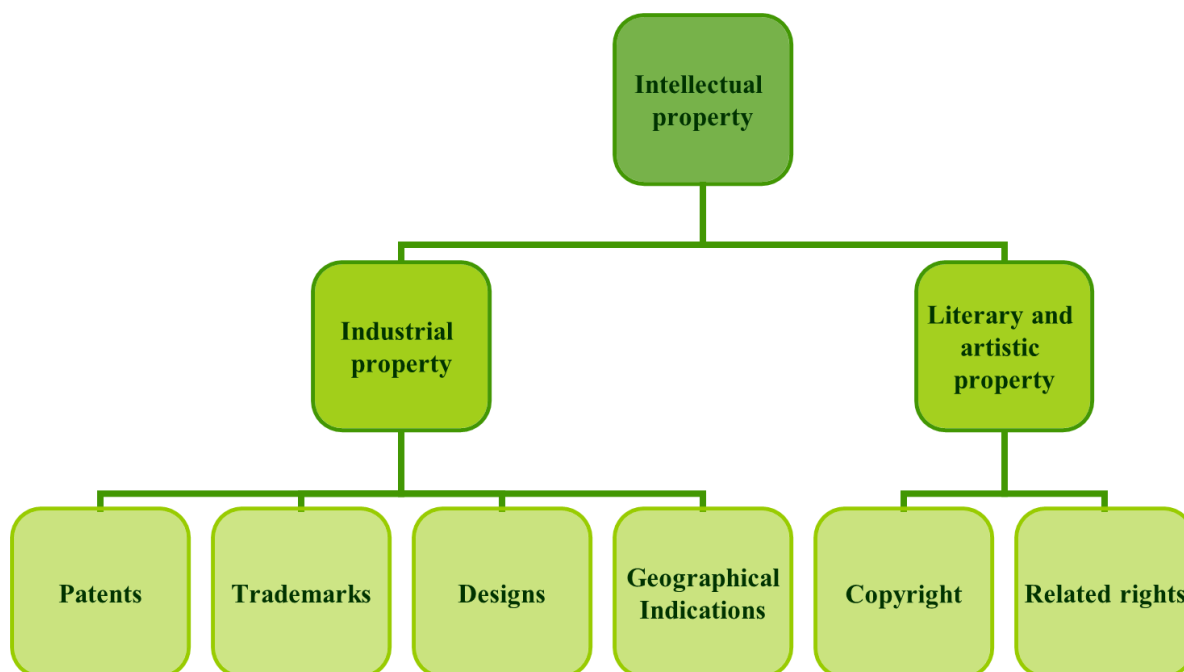 Intellectual
property
Industrial
property
Literary and
artistic
property
Patents
Trademarks
Designs
Geographical
Indications
Copyright
Related rights